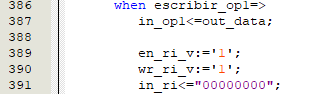 386 when escribir_op1=>
387 in_op1<=out_data;
388
389 en_ri_v:='1';
390 wr_ri_v:='1';
391 in_ri<="00000000";